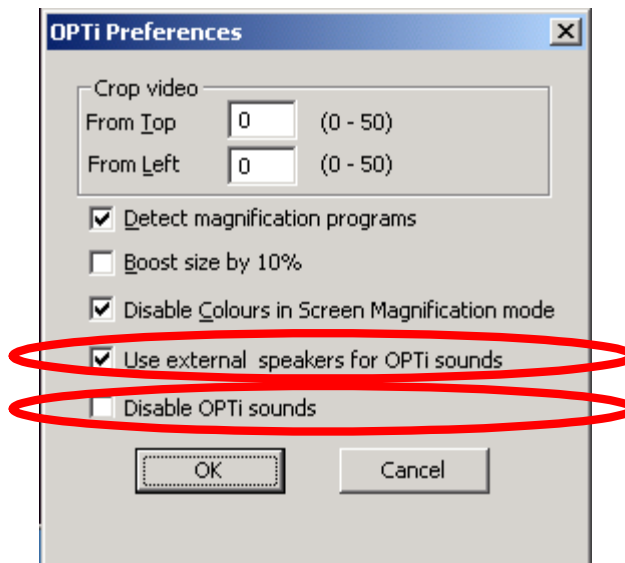 OPTi Preferences
Crop video
From Top 0 (0 - 50)
From Left 0 (0 - 50)
Detect magnification programs
Boost size by 10%
Disable Colours in Screen Magnification mode
Use external speakers for OPTi sounds
Disable OPTi sounds
OK Cancel